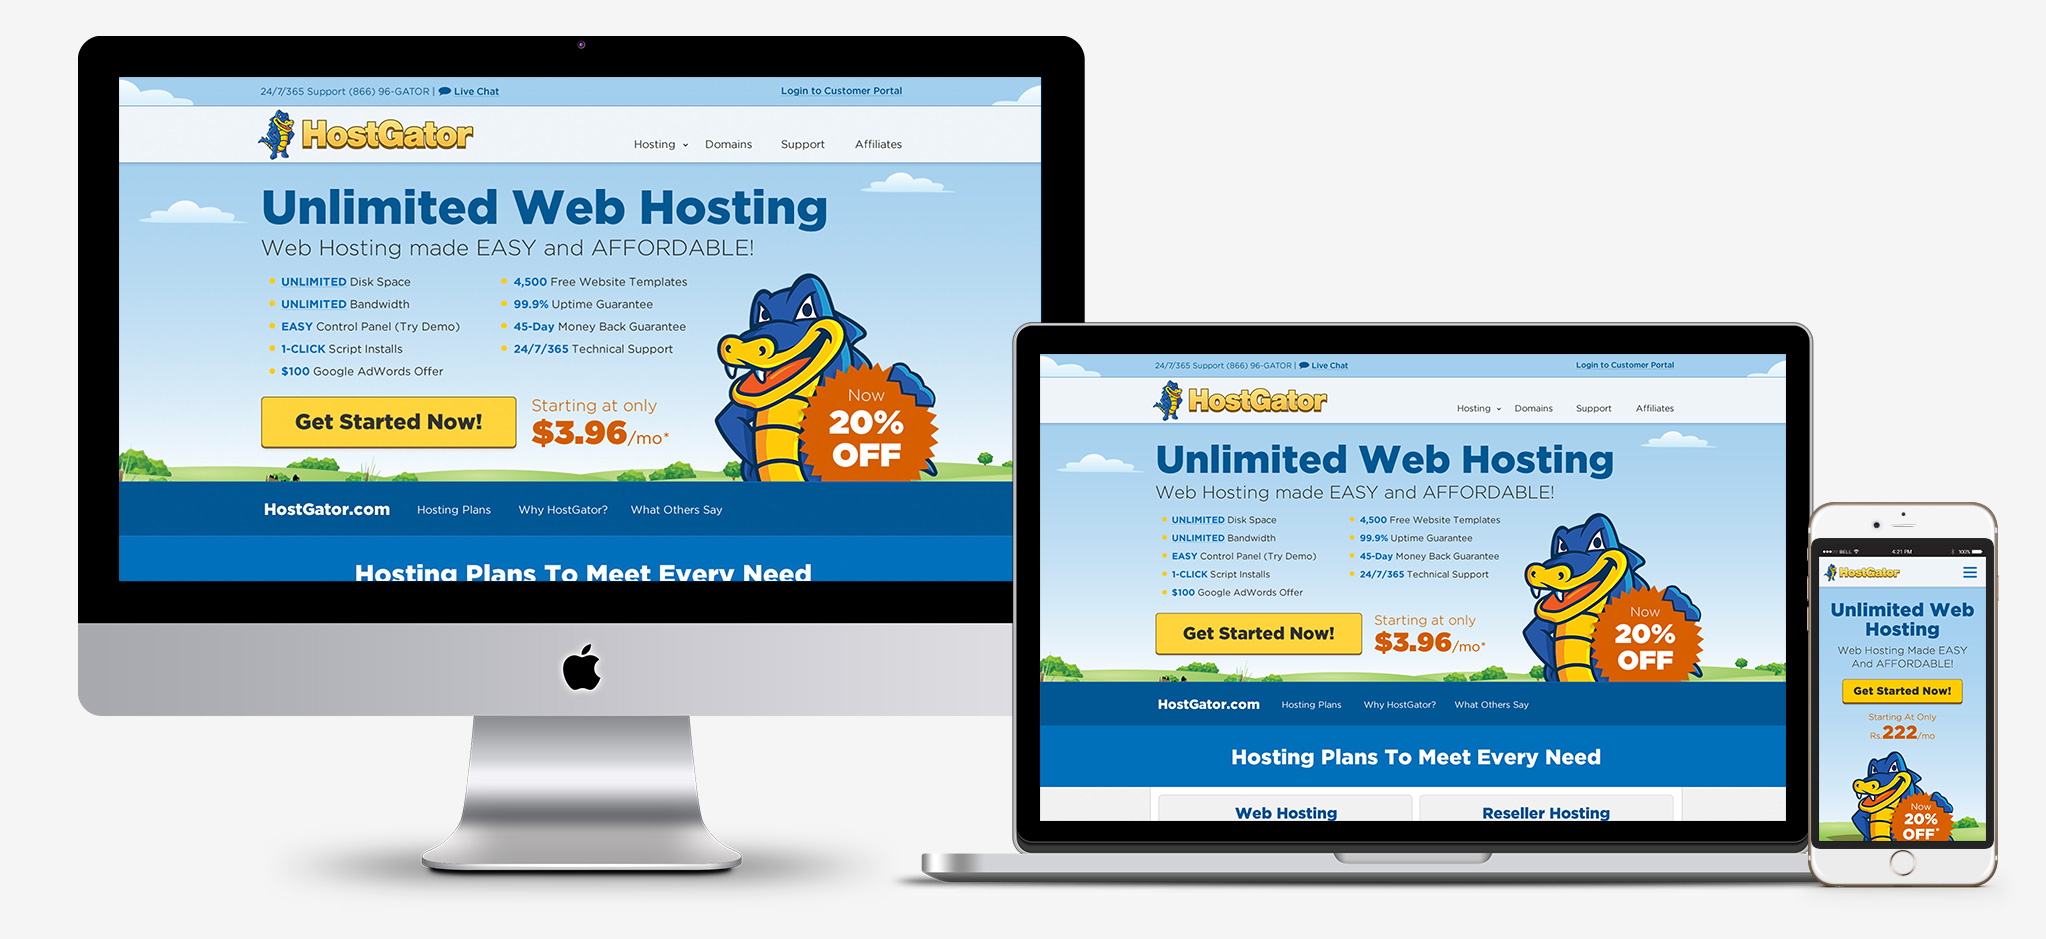 24/7/365 Support (866) 96-GATOR | Live Chat
Login to Customer Portal
HostGator
Hosting Domains Support Affiliates
Unlimited Web Hosting
Web Hosting made EASY and AFFORDABLE!
UNLIMITED Disk Space
UNLIMITED Bandwidth
EASY Control Panel (Try Demo)
1-CLICK Script Installs
$100 Google AdWords Offer
4,500 Free Website Templates
99.9% Uptime Guarantee
45-Day Money Back Guarantee
24/7/365 Technical Support
Get Started Now!
Starting at only
$3.96/mo*
Now
20%
OFF
HostGator.com Hosting Plans Why HostGator? What Others Say
Hosting Plans To Meet Every Need
24/7/365 Support (866) 96-GATOR | Live Chat
Login to Customer Portal
HostGator
Hosting Domains Support Affiliates
Unlimited Web Hosting
Web Hosting made EASY and AFFORDABLE!
UNLIMITED Disk Space
UNLIMITED Bandwidth
EASY Control Panel (Try Demo)
1-CLICK Script Installs
$100 Google AdWords Offer
4,500 Free Website Templates
99.9% Uptime Guarantee
45-Day Money Back Guarantee
24/7/365 Technical Support
Get Started Now!
Starting at only
$3.96/mo*
Now
20%
OFF
HostGator.com Hosting Plans Why HostGator? What Others Say
Hosting Plans To Meet Every Need
Web Hosting
Reseller Hosting
BELL 4:21 PM 100%
HostGator
Unlimited Web
Hosting
Web Hosting Made EASY
And AFFORDABLE!
Get Started Now!
Starting At Only
Rs.222/mo
Now
20%
OFF*